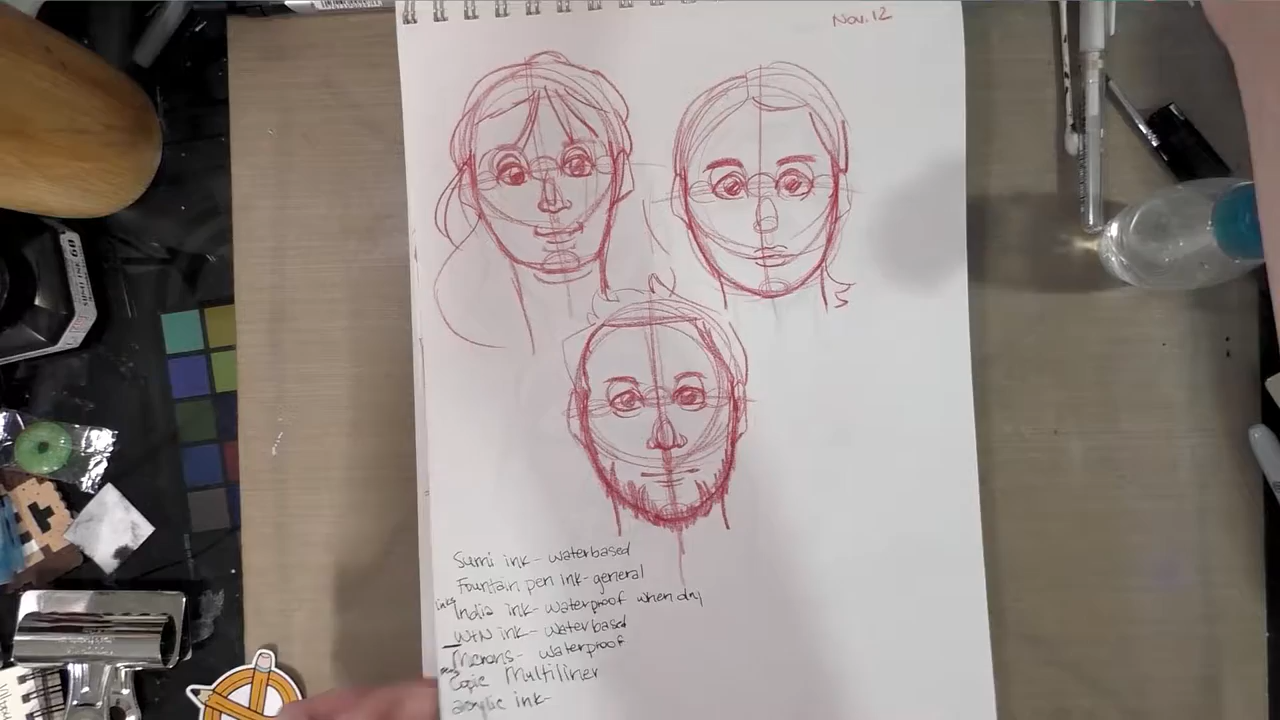 Nov. 12
Sumi ink - waterbased
Fountain pen ink - general
India ink - waterproof when dry
W+N ink - waterbased
Microns - waterproof
Copic Multiliner
acrylic ink -